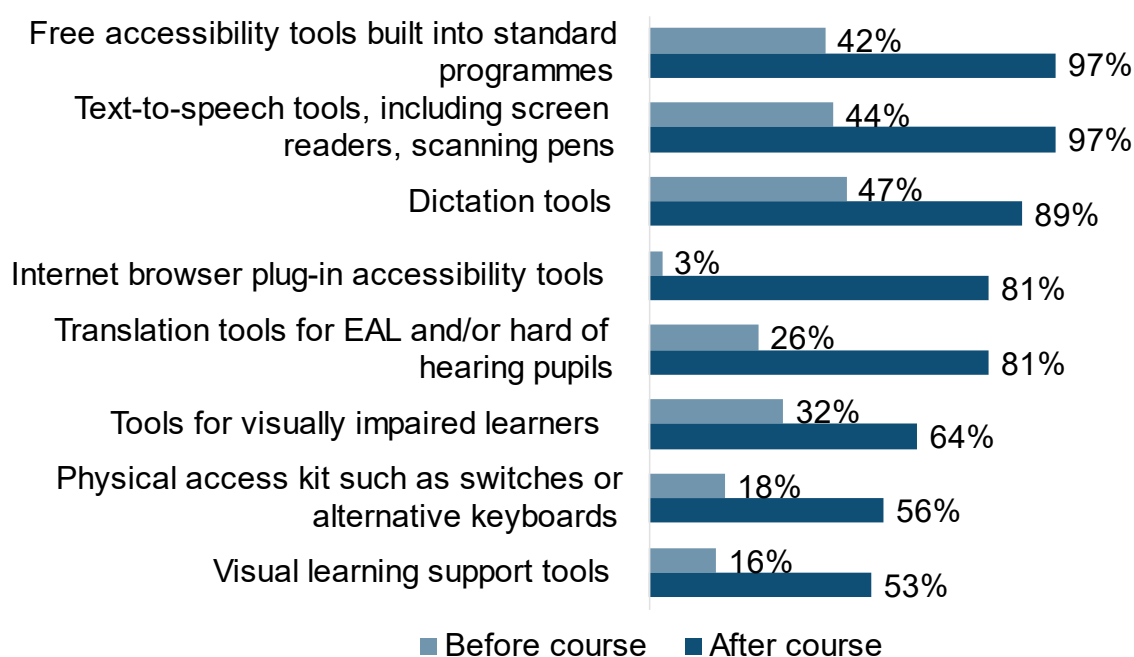 Free accessibility tools built into standard
programmes
42%
97%
Text-to-speech tools, including screen
readers, scanning pens
44%
97%
Dictation tools
47%
89%
Internet browser plug-in accessibility tools
3%
81%
Translation tools for EAL and/or hard of
hearing pupils
26%
81%
Tools for visually impaired learners
32%
64%
Physical access kit such as switches or
alternative keyboards
18%
56%
Visual learning support tools
16%
53%
Before course After course